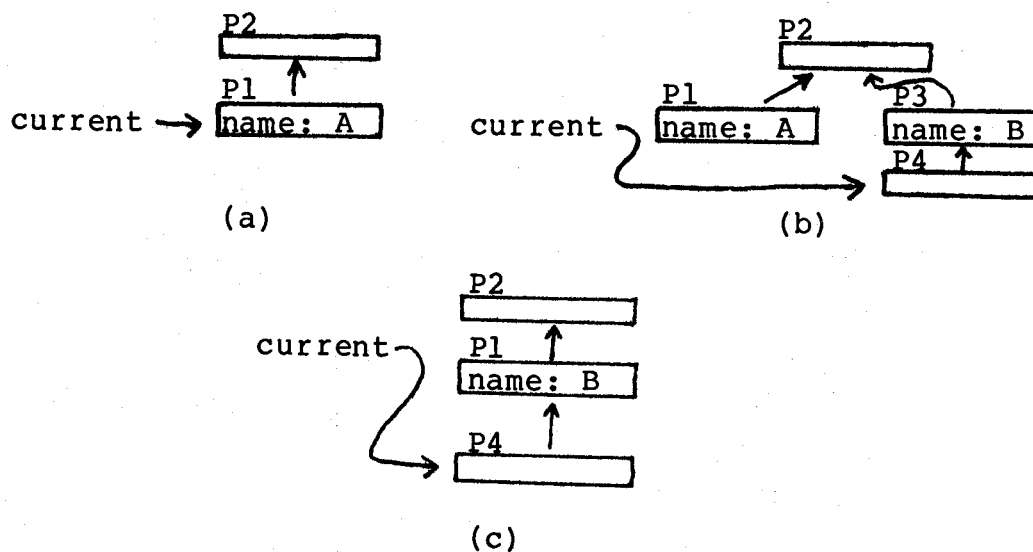 P2
P1
current name: A
(a)
P2
P1 P3
current name: A name: B
P4
(b)
P2
current P1
name: B
P4
(c)